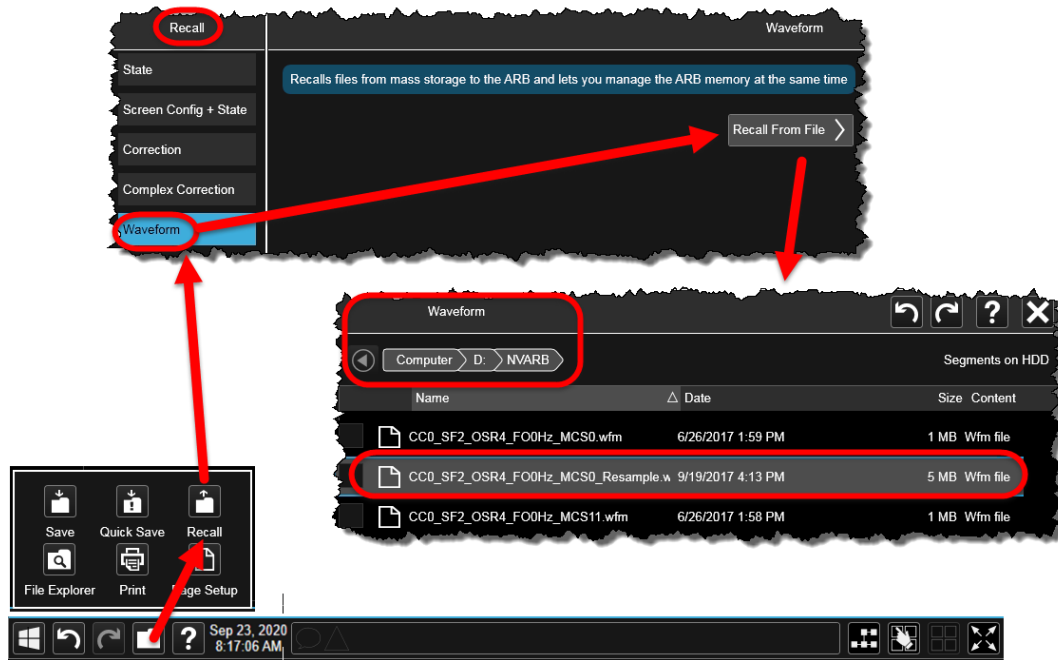 Recall
Waveform
State
Recalls files from mass storage to the ARB and lets you manage the ARB memory at the same time
Screen Config + State
Recall From File
Correction
Complex Correction
Waveform
Waveform
Computer D: NVARB
Segments on HDD
Name Date Size Content
CC0_SF2_OSR4_FO0Hz_MCS0.wfm 6/26/2017 1:59 PM 1 MB Wfm file
CC0_SF2_OSR4_FO0Hz_MCS0_Resample.w 9/19/2017 4:13 PM 5 MB Wfm file
CC0_SF2_OSR4_FO0Hz_MCS11.wfm 6/26/2017 1:58 PM 1 MB Wfm file
Save Quick Save Recall
File Explorer Print Page Setup
Sep 23, 2020
8:17:06 AM